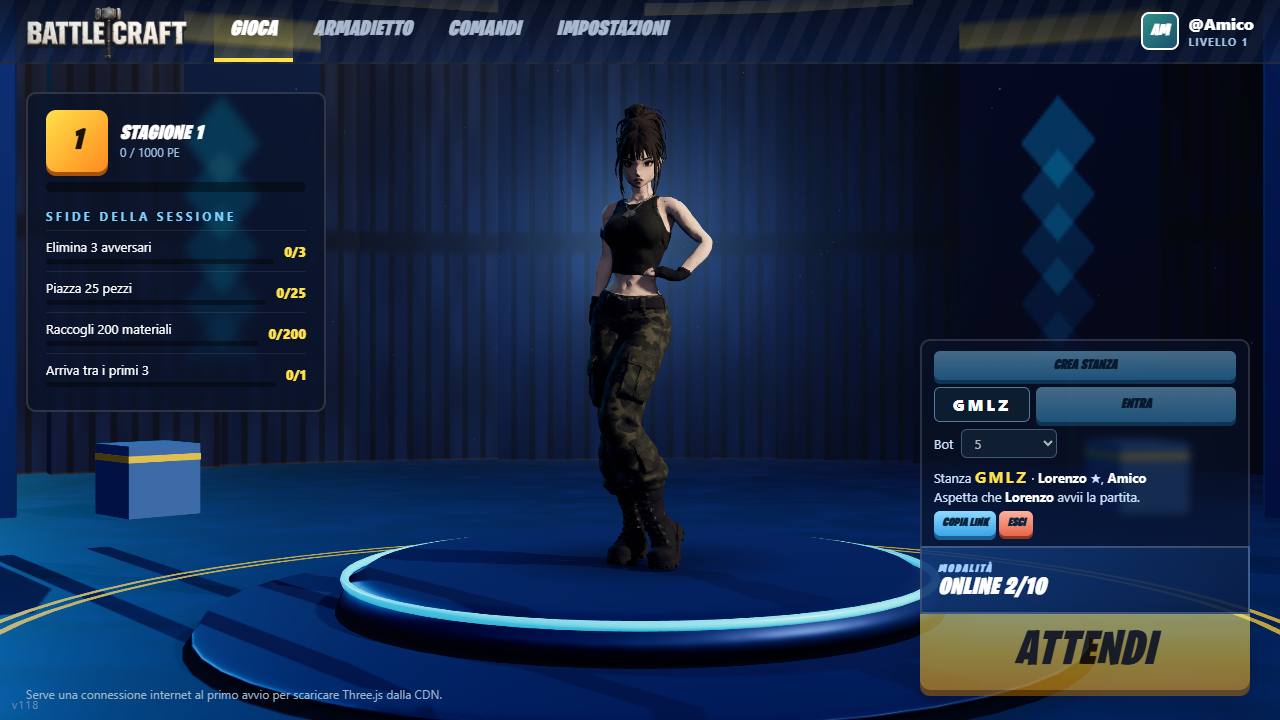 BATTLE CRAFT
GIOCA
ARMADIETTO
COMANDI
IMPOSTAZIONI
AM
@Amico
LIVELLO 1
1
STAGIONE 1
0 / 1000 PE
SFIDE DELLA SESSIONE
Elimina 3 avversari
0/3
Piazza 25 pezzi
0/25
Raccogli 200 materiali
0/200
Arriva tra i primi 3
0/1
CREA STANZA
GMLZ
ENTRA
Bot
5
Stanza GMLZ · Lorenzo ★, Amico
Aspetta che Lorenzo avvii la partita.
COPIA LINK
ESCI
MODALITÀ
ONLINE 2/10
ATTENDI
Serve una connessione internet al primo avvio per scaricare Three.js dalla CDN.
v118